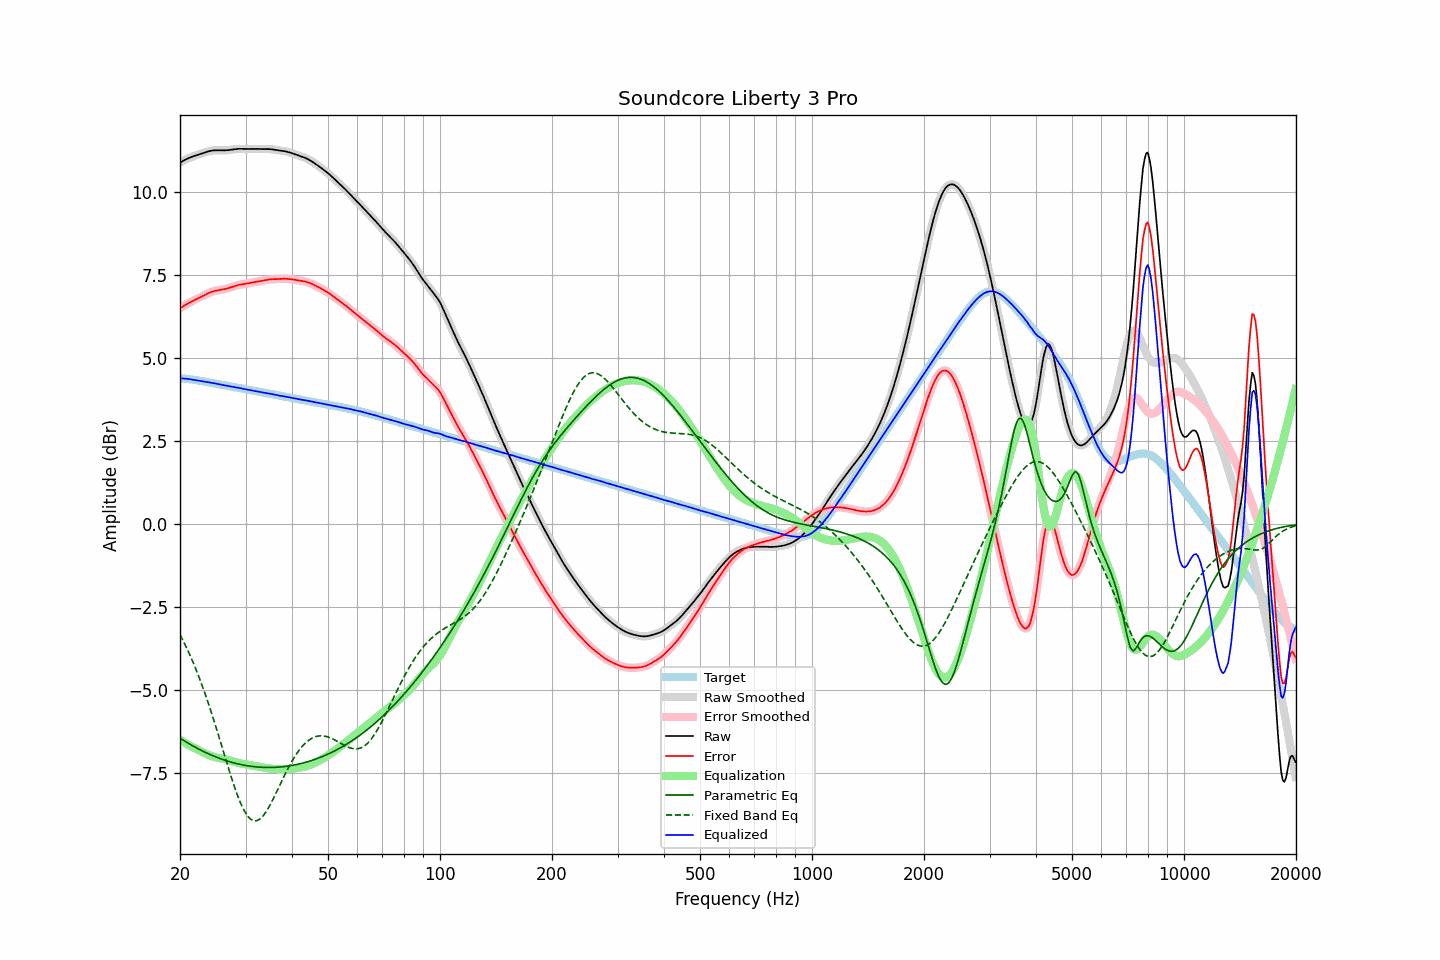 Soundcore Liberty 3 Pro
Amplitude (dBr)
10.0
7.5
5.0
2.5
0.0
−2.5
−5.0
−7.5
Target
Raw Smoothed
Error Smoothed
Raw
Error
Equalization
Parametric Eq
Fixed Band Eq
Equalized
20 50 100 200 500 1000 2000 5000 10000 20000
Frequency (Hz)